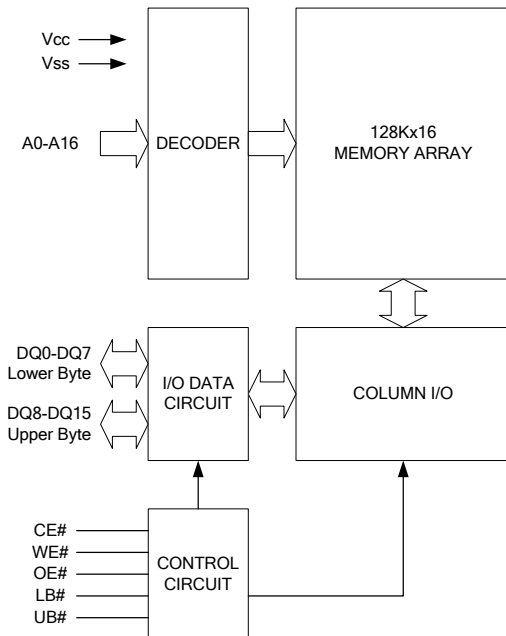 Vcc
Vss
A0-A16
DECODER
128Kx16
MEMORY ARRAY
DQ0-DQ7
Lower Byte
DQ8-DQ15
Upper Byte
I/O DATA
CIRCUIT
COLUMN I/O
CE#
WE#
OE#
LB#
UB#
CONTROL
CIRCUIT